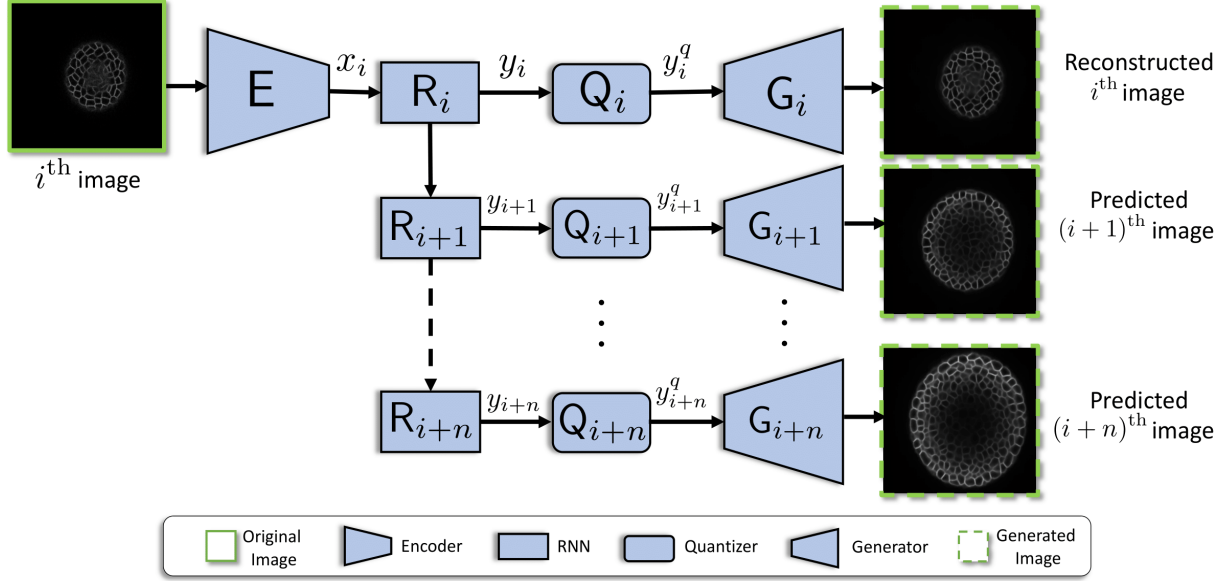 E
x_i
R_i
y_i
Q_i
y_i^q
G_i
Reconstructed
i^th image
i^th image
R_{i+1}
y_{i+1}
Q_{i+1}
y_{i+1}^q
G_{i+1}
Predicted
(i + 1)^th
image
R_{i+n}
y_{i+n}
Q_{i+n}
y_{i+n}^q
G_{i+n}
Predicted
(i + n)^th image
Original
Image
Encoder
RNN
Quantizer
Generator
Generated
Image